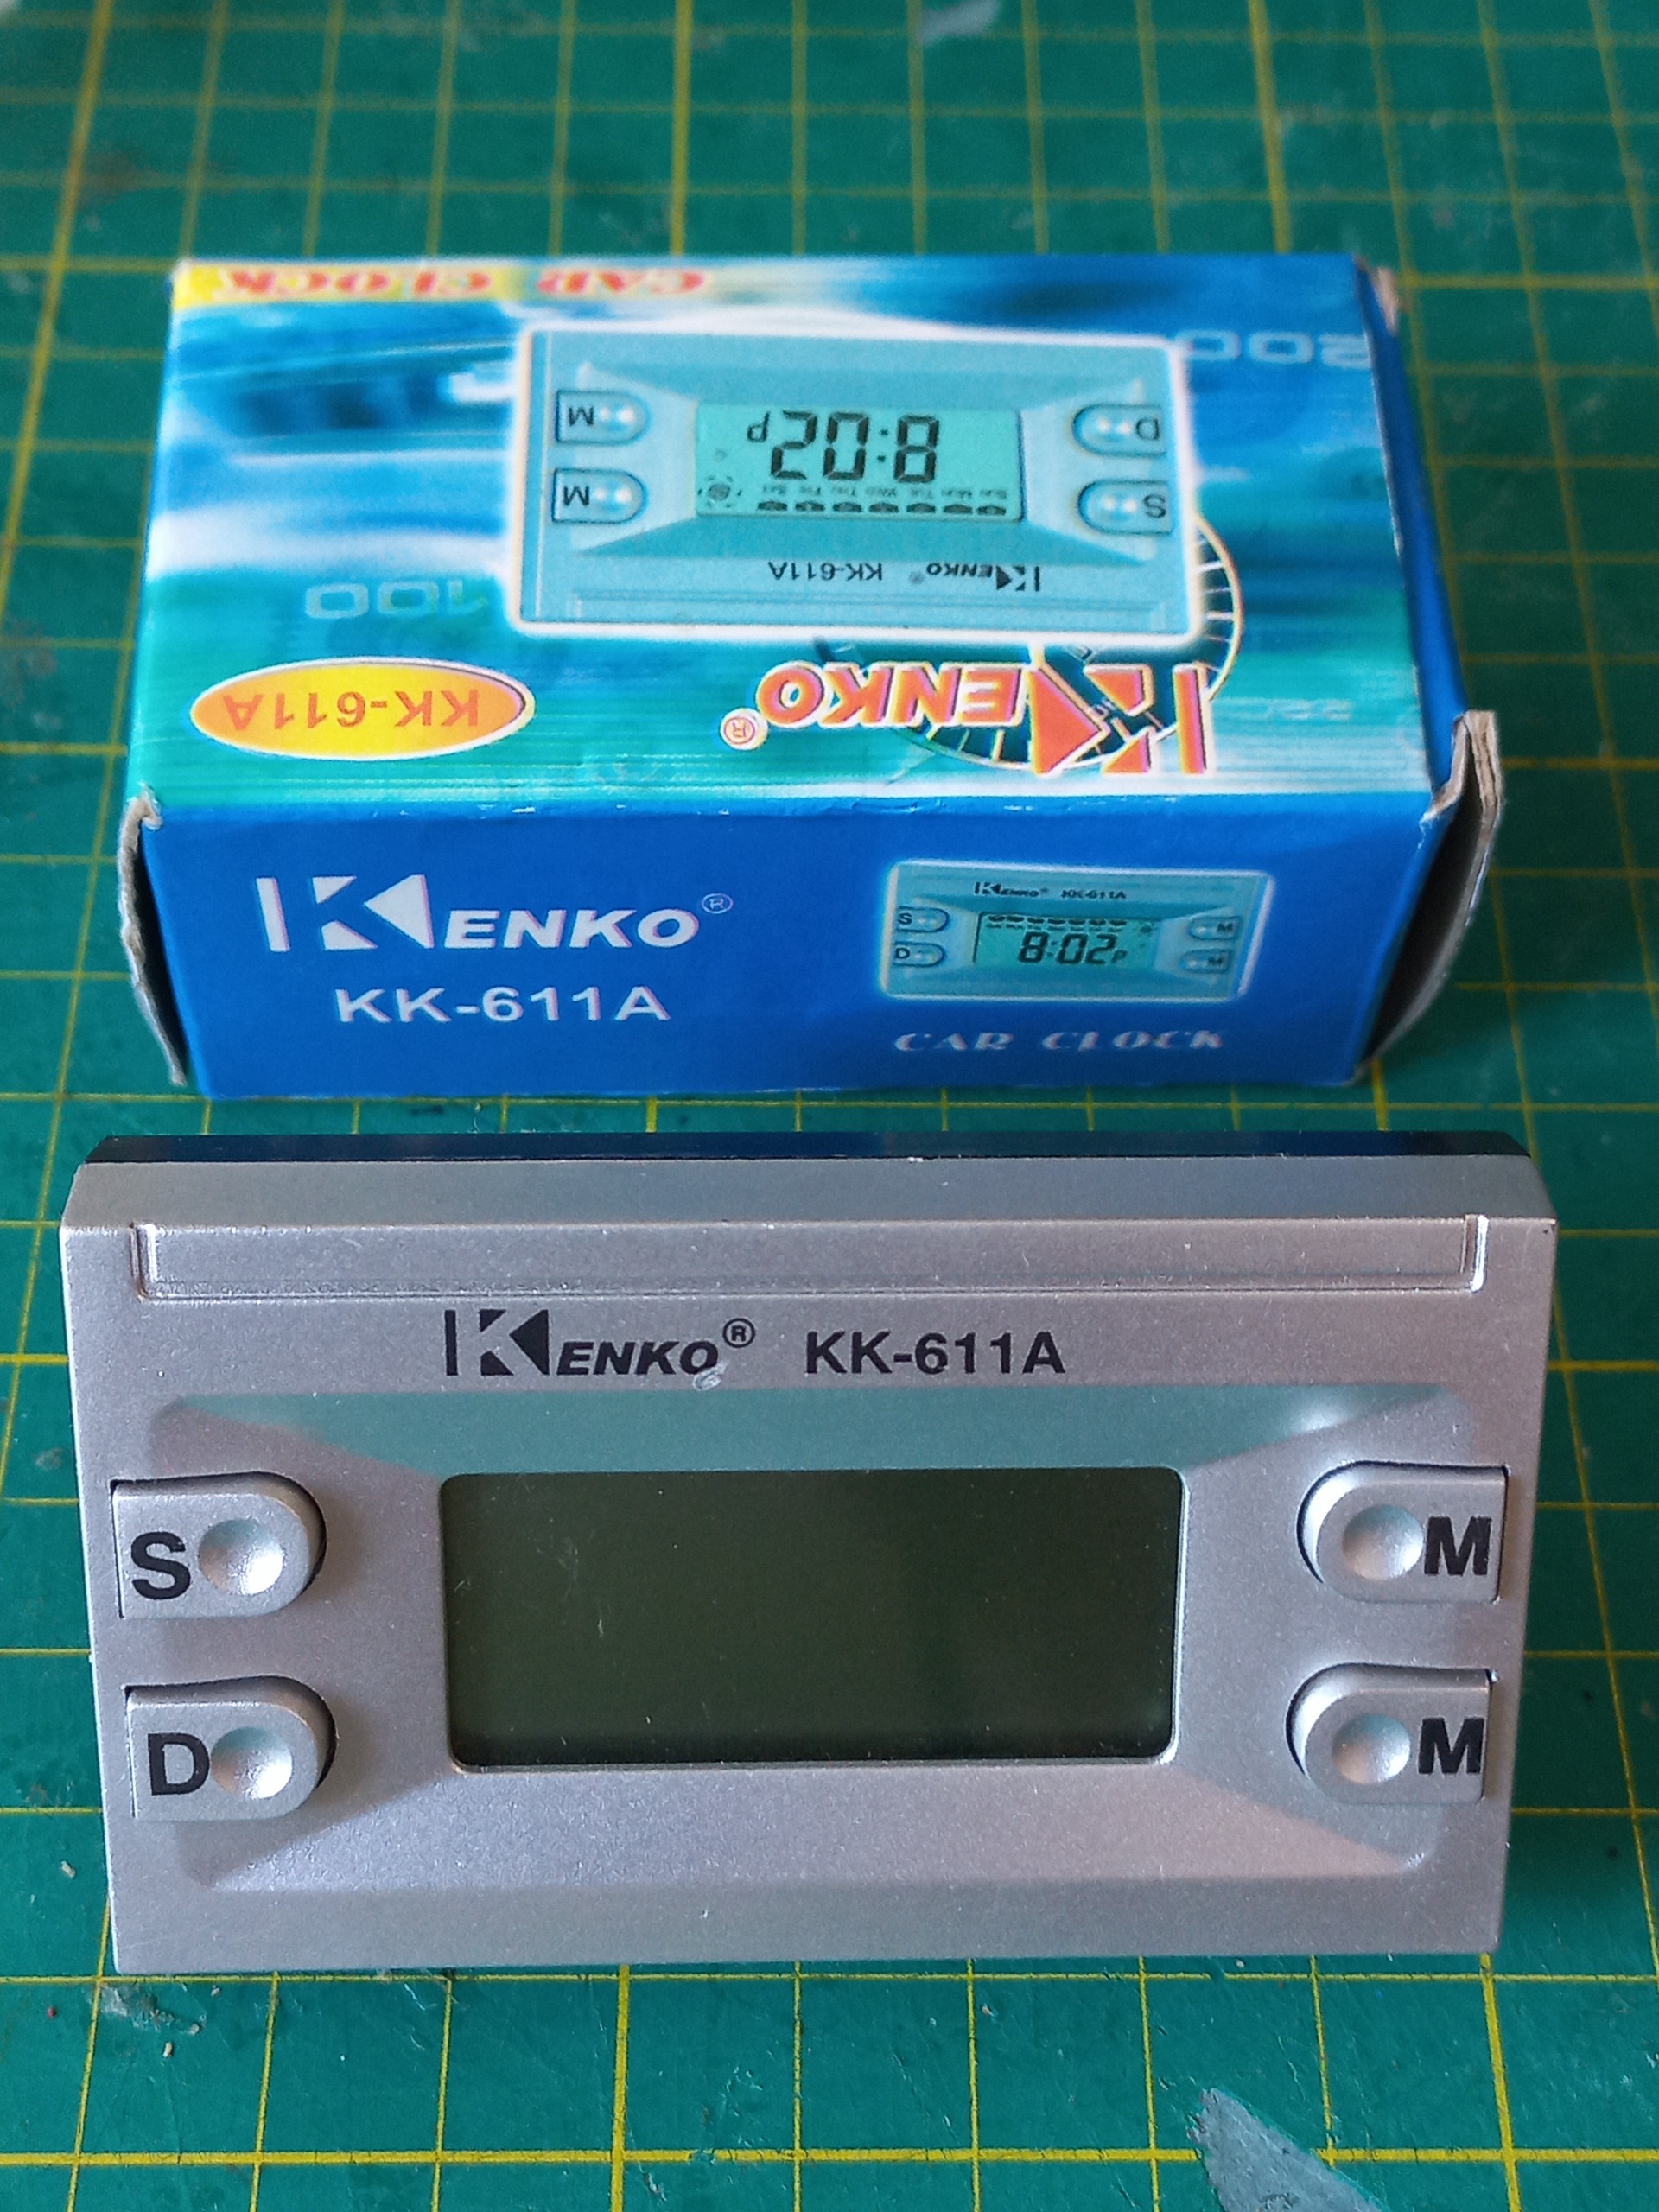 CAR CLOCK
200
M
8:02P
D
M
Sun Mon Tue Wed Thu Fri Sat
S
KENKO® KK-611A
100
220
KK-611A
KENKO®
KENKO®
KK-611A
KENKO® KK-611A
S
M
8:02P
D
M
CAR CLOCK
KENKO® KK-611A
S
M
D
M